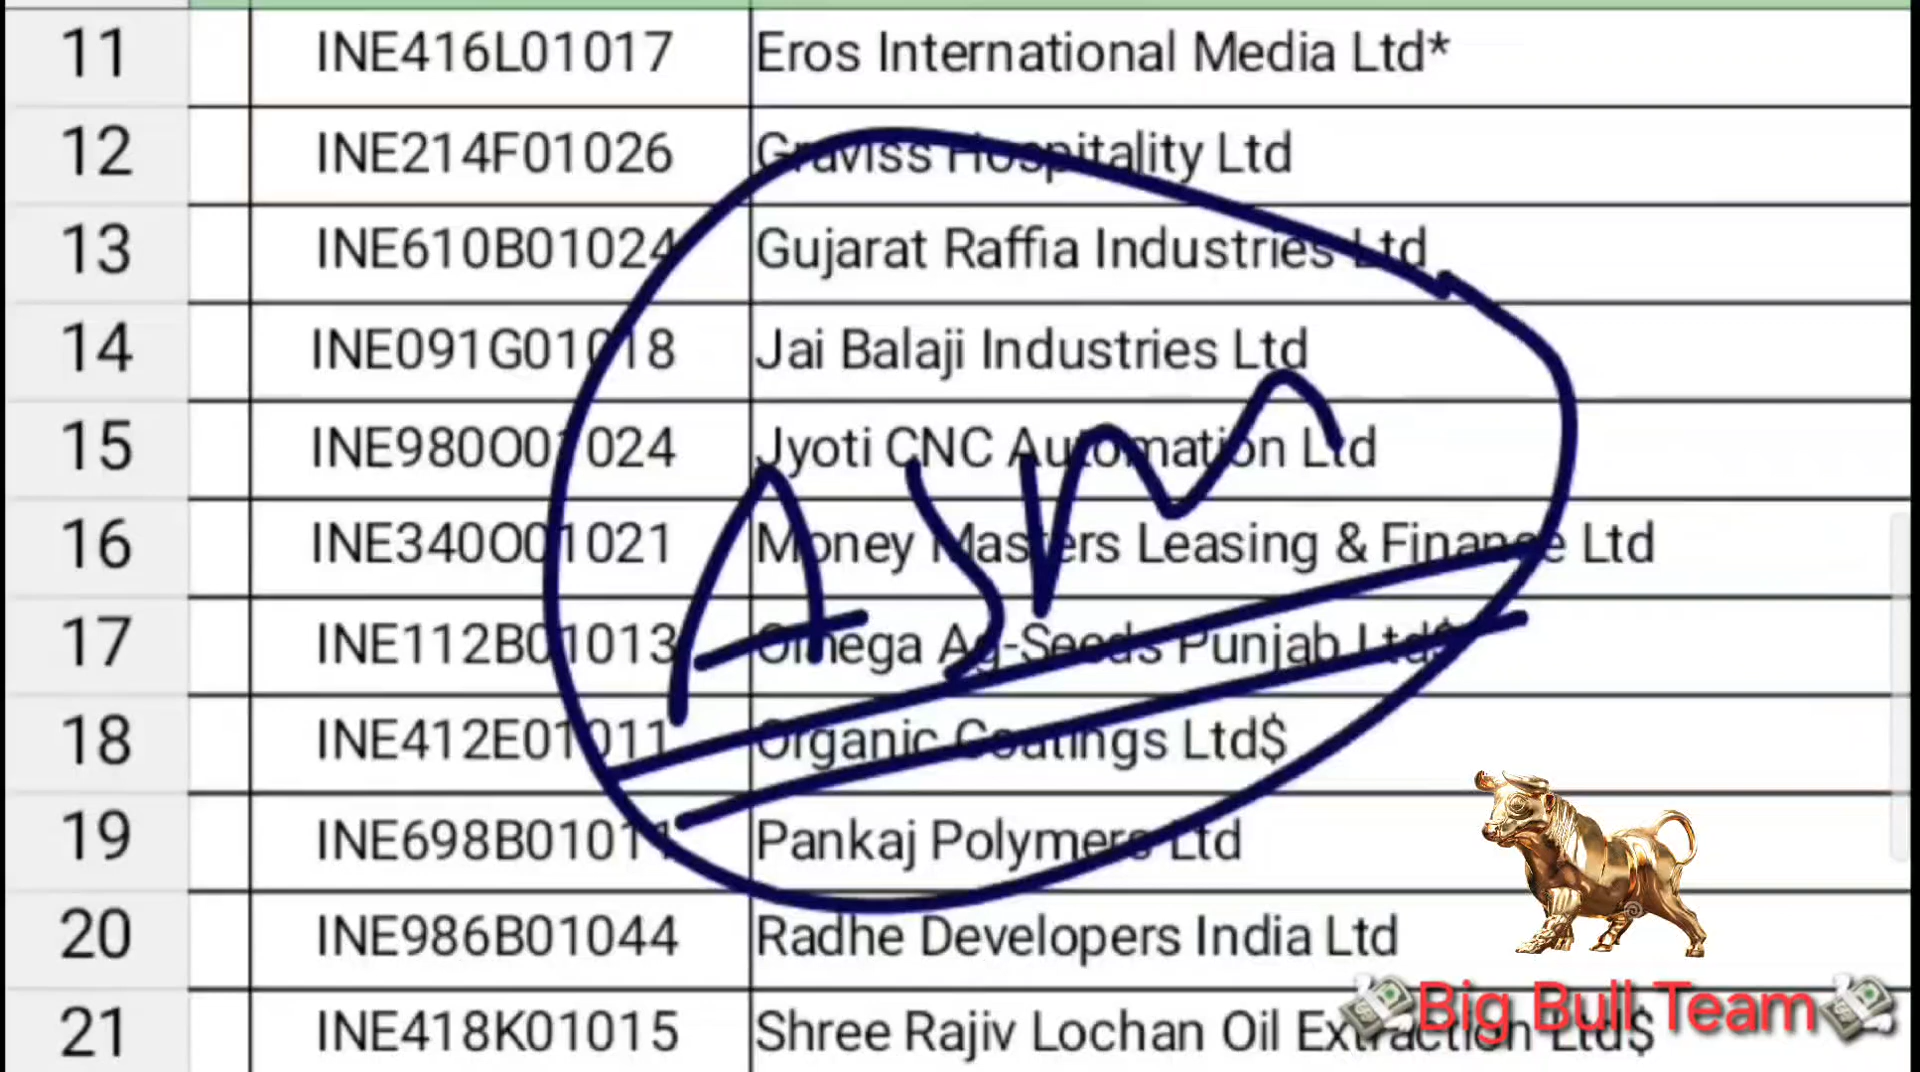 11 INE416L01017 Eros International Media Ltd*
12 INE214F01026 Graviss Hospitality Ltd
13 INE610B01024 Gujarat Raffia Industries Ltd
14 INE091G01018 Jai Balaji Industries Ltd
15 INE980O01024 Jyoti CNC Automation Ltd
16 INE340O01021 Money Masters Leasing & Finance Ltd
17 INE112B01013 Omega Ag-Seeds Punjab Ltd$
18 INE412E01011 Organic Coatings Ltd$
19 INE698B01011 Pankaj Polymers Ltd
20 INE986B01044 Radhe Developers India Ltd
21 INE418K01015 Shree Rajiv Lochan Oil Extraction Ltd$
ASM
Big Bull Team